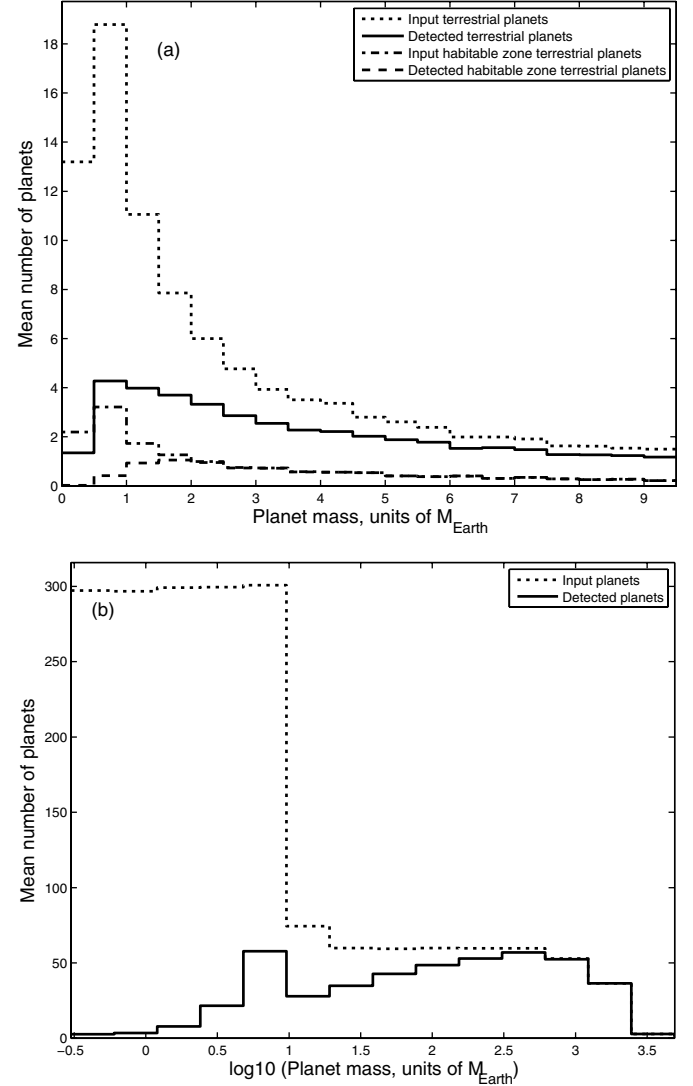 (a)
Input terrestrial planets
Detected terrestrial planets
Input habitable zone terrestrial planets
Detected habitable zone terrestrial planets
18
16
14
12
10
8
6
4
2
0
Mean number of planets
0 1 2 3 4 5 6 7 8 9
Planet mass, units of M_Earth
(b)
Input planets
Detected planets
300
250
200
150
100
50
0
Mean number of planets
−0.5 0 0.5 1 1.5 2 2.5 3 3.5
log10 (Planet mass, units of M_Earth)